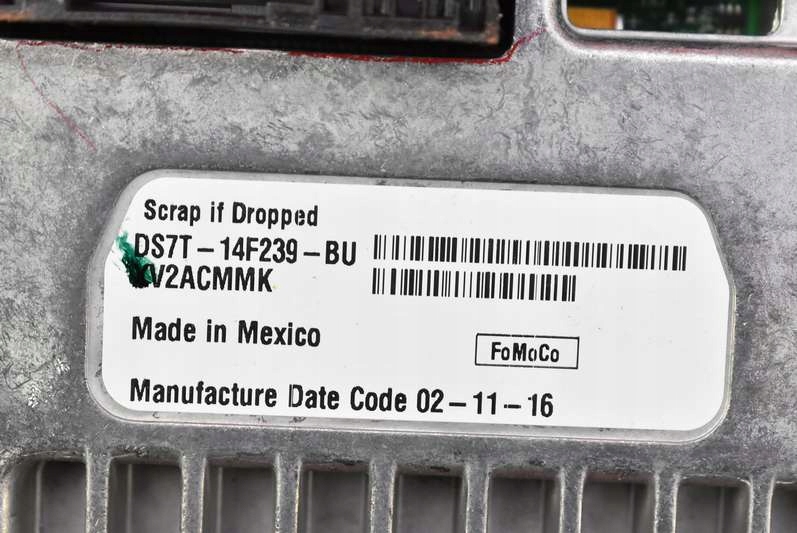 Scrap if Dropped
DS7T-14F239-BU
V2ACMMK
Made in Mexico
FoMoCo
Manufacture Date Code 02-11-16